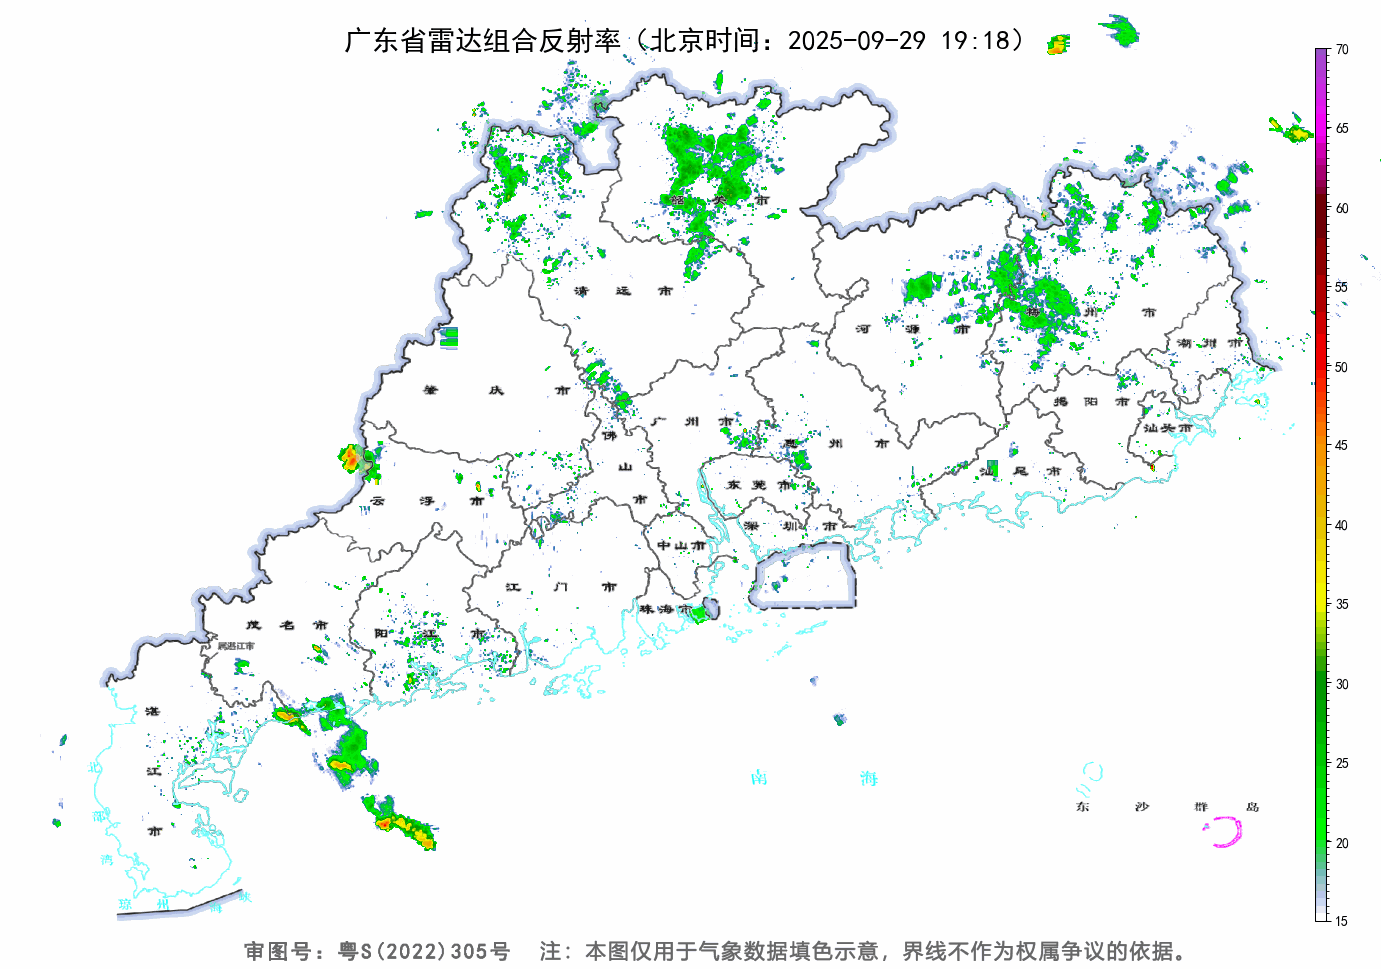 广东省雷达组合反射率（北京时间：2025-09-29 19:18）
70
65
60
55
50
45
40
35
30
25
20
15
韶关市
清远市
河源市
梅州市
潮州市
肇庆市
揭阳市
汕头市
广州市
惠州市
佛山市
云浮市
东莞市
汕尾市
深圳市
中山市
江门市
珠海市
茂名市
阳江市
属湛江市
湛江市
北部湾
琼州海峡
南海
东沙群岛
审图号：粤S(2022)305号 注：本图仅用于气象数据填色示意，界线不作为权属争议的依据。